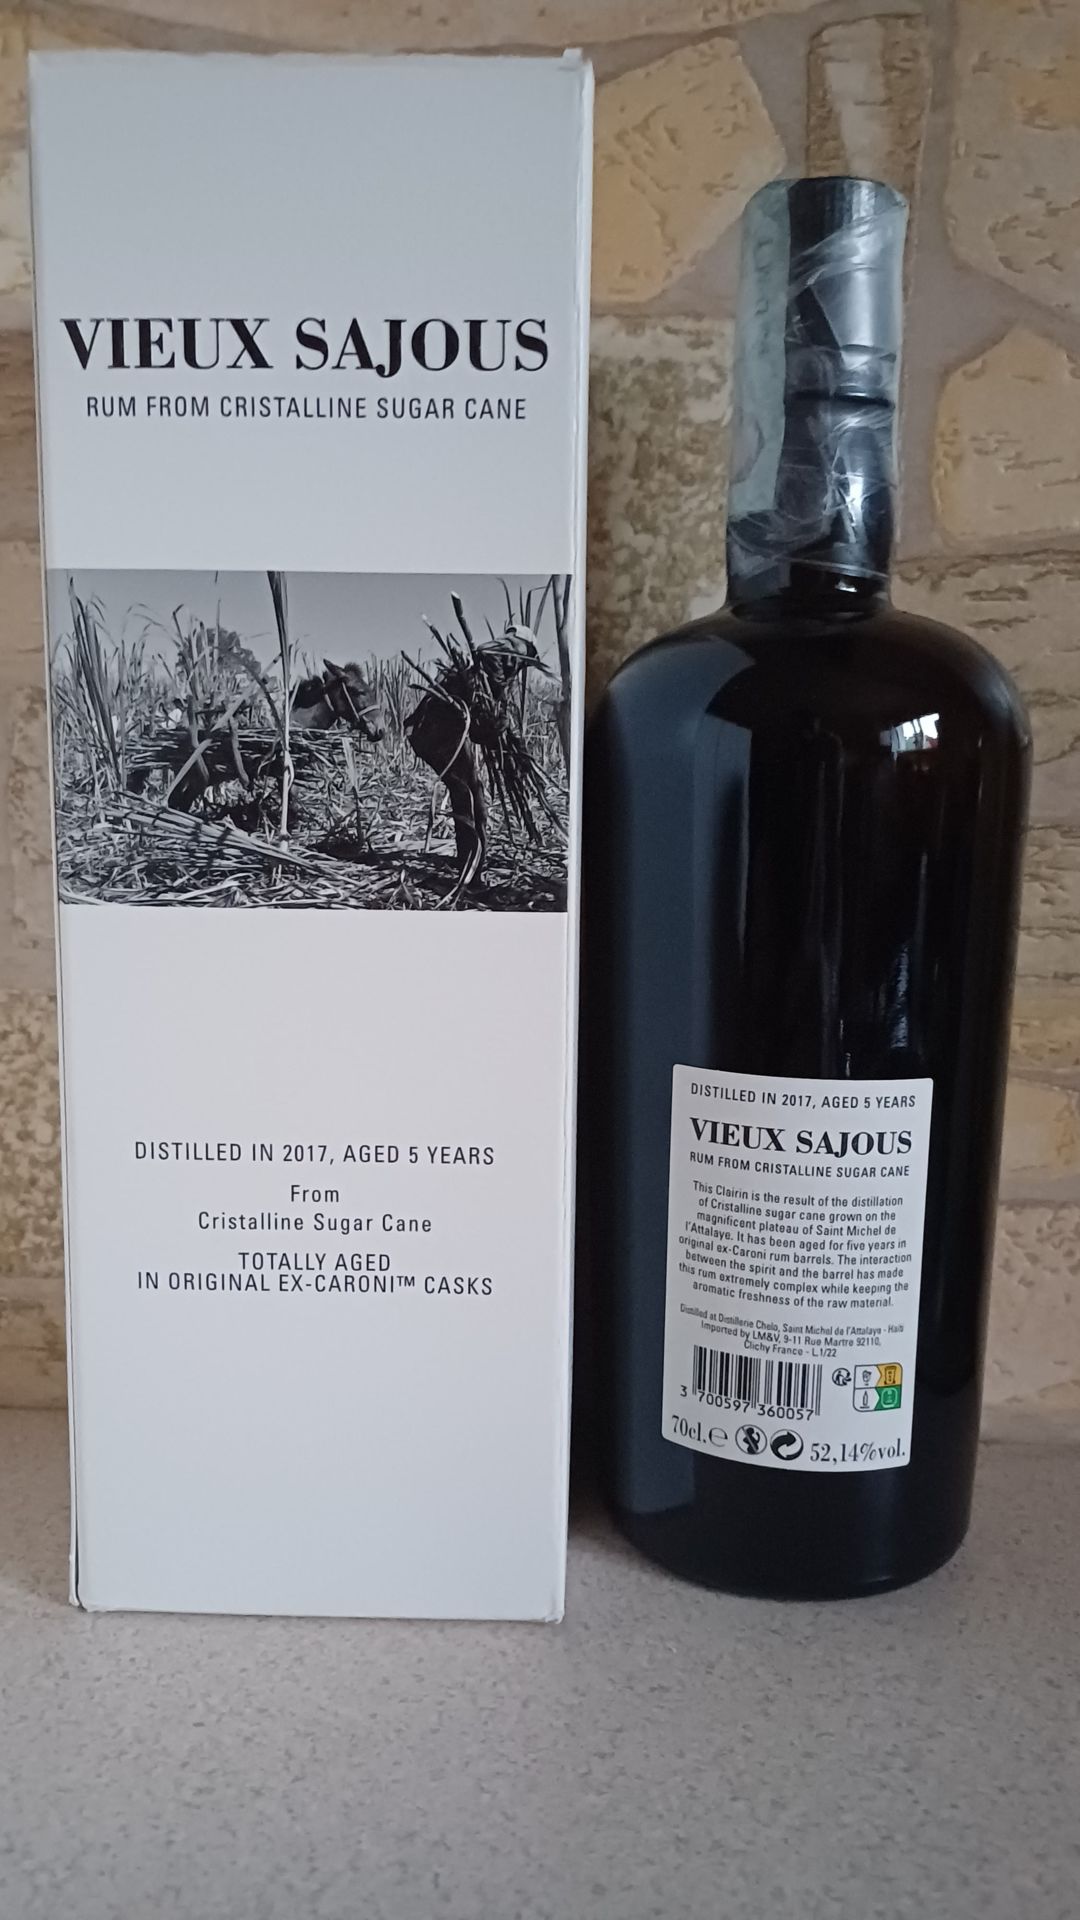 VIEUX SAJOUS
RUM FROM CRISTALLINE SUGAR CANE
DISTILLED IN 2017, AGED 5 YEARS
From
Cristalline Sugar Cane
TOTALLY AGED
IN ORIGINAL EX-CARONI™ CASKS
DISTILLED IN 2017, AGED 5 YEARS
VIEUX SAJOUS
RUM FROM CRISTALLINE SUGAR CANE
This Clairin is the result of the distillation
of Cristalline sugar cane grown on the
magnificent plateau of Saint Michel de
l'Attalaye. It has been aged for five years in
original ex-Caroni rum barrels. The interaction
between the spirit and the barrel has made
this rum extremely complex while keeping the
aromatic freshness of the raw material.
Distilled at Distillerie Chelo, Saint Michel de l'Attalaya - Haiti
Imported by LM&V, 9-11 Rue Martre 92110,
Clichy France - L1/22
3 700597 360057
70cl.e 52,14%vol.